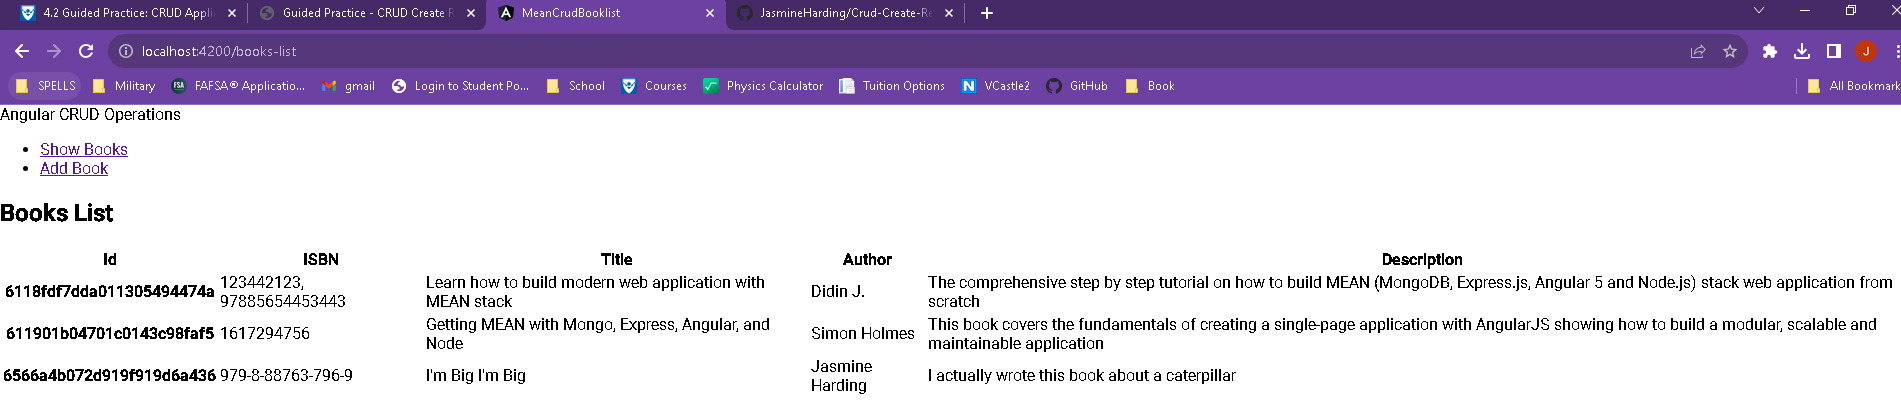 4.2 Guided Practice: CRUD Appli
Guided Practice - CRUD Create R
MeanCrudBooklist
JasmineHarding/Crud-Create-Re
localhost:4200/books-list
SPELLS
Military
FSA
FAFSA® Applicatio...
gmail
Login to Student Po...
School
Courses
Physics Calculator
Tuition Options
N
VCastle2
GitHub
Book
All Bookmark
J
Angular CRUD Operations
Show Books
Add Book
Books List
Id ISBN Title Author Description
6118fdf7dda011305494474a 123442123, 97885654453443 Learn how to build modern web application with MEAN stack Didin J. The comprehensive step by step tutorial on how to build MEAN (MongoDB, Express.js, Angular 5 and Node.js) stack web application from scratch
611901b04701c0143c98faf5 1617294756 Getting MEAN with Mongo, Express, Angular, and Node Simon Holmes This book covers the fundamentals of creating a single-page application with AngularJS showing how to build a modular, scalable and maintainable application
6566a4b072d919f919d6a436 979-8-88763-796-9 I'm Big I'm Big Jasmine Harding I actually wrote this book about a caterpillar